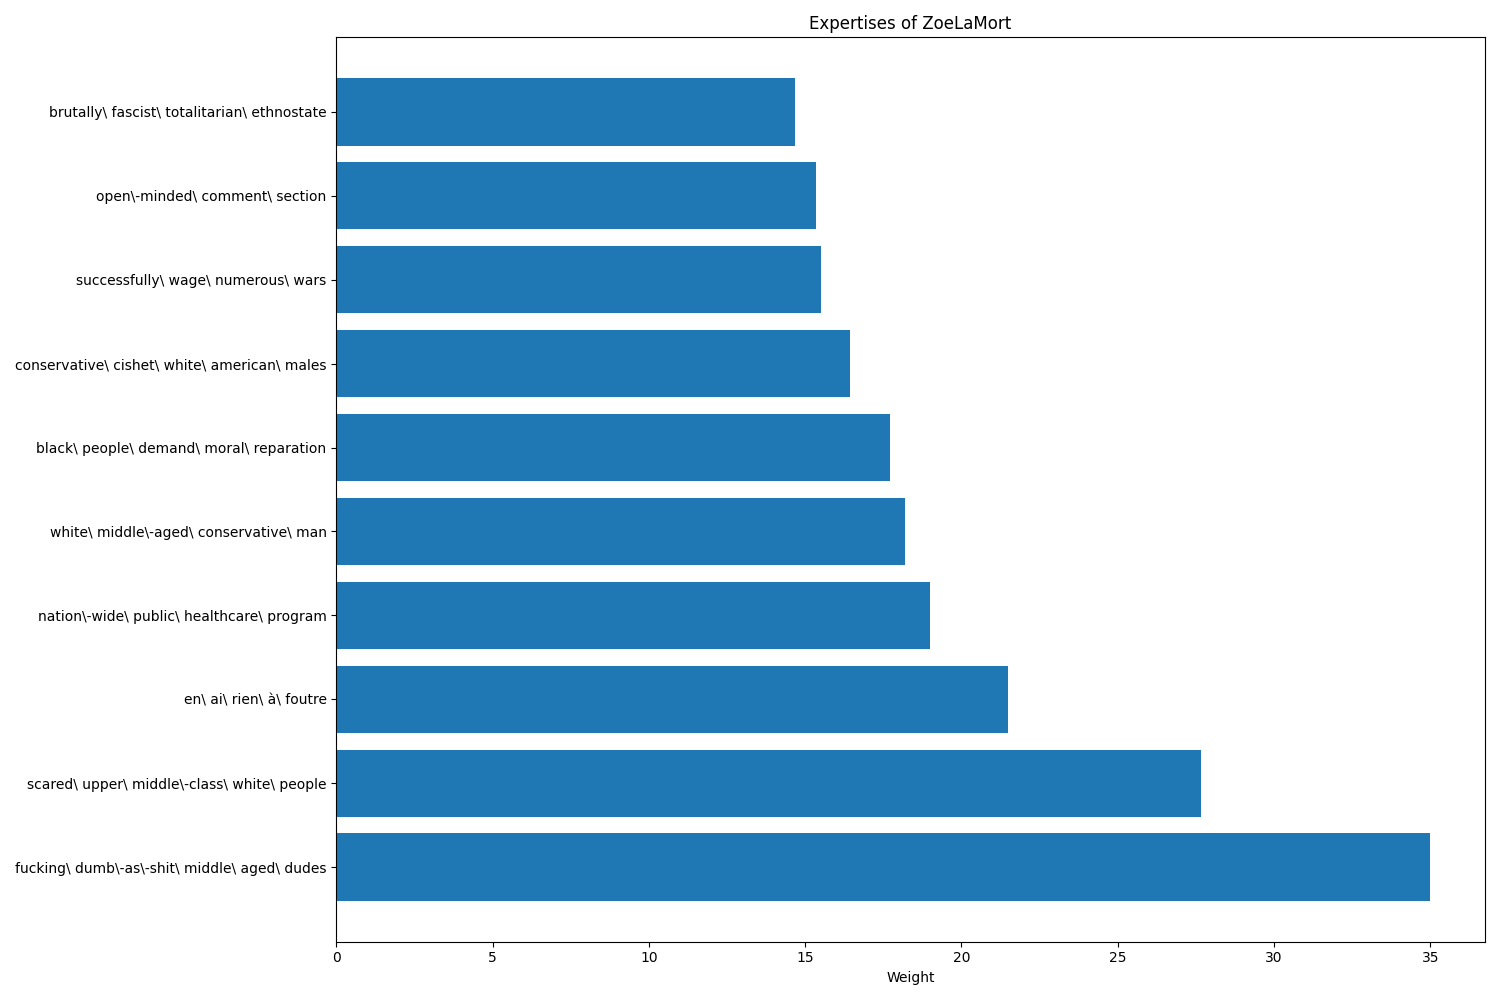 Expertises of ZoeLaMort
brutally\ fascist\ totalitarian\ ethnostate
open\-minded\ comment\ section
successfully\ wage\ numerous\ wars
conservative\ cishet\ white\ american\ males
black\ people\ demand\ moral\ reparation
white\ middle\-aged\ conservative\ man
nation\-wide\ public\ healthcare\ program
en\ ai\ rien\ à\ foutre
scared\ upper\ middle\-class\ white\ people
fucking\ dumb\-as\-shit\ middle\ aged\ dudes
0 5 10 15 20 25 30 35
Weight